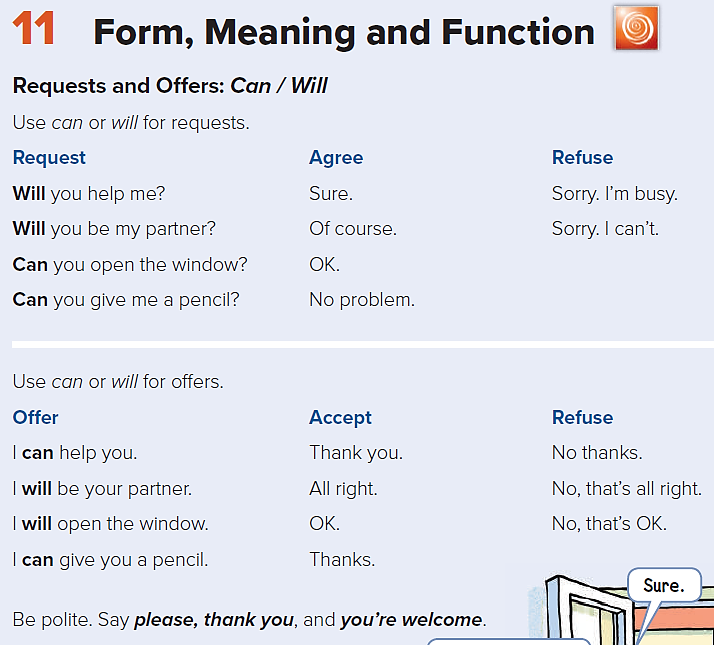 11 Form, Meaning and Function
Requests and Offers: Can / Will
Use can or will for requests.
Request Agree Refuse
Will you help me? Sure. Sorry. I'm busy.
Will you be my partner? Of course. Sorry. I can't.
Can you open the window? OK.
Can you give me a pencil? No problem.
Use can or will for offers.
Offer Accept Refuse
I can help you. Thank you. No thanks.
I will be your partner. All right. No, that's all right.
I will open the window. OK. No, that's OK.
I can give you a pencil. Thanks.
Sure.
Be polite. Say please, thank you, and you're welcome.